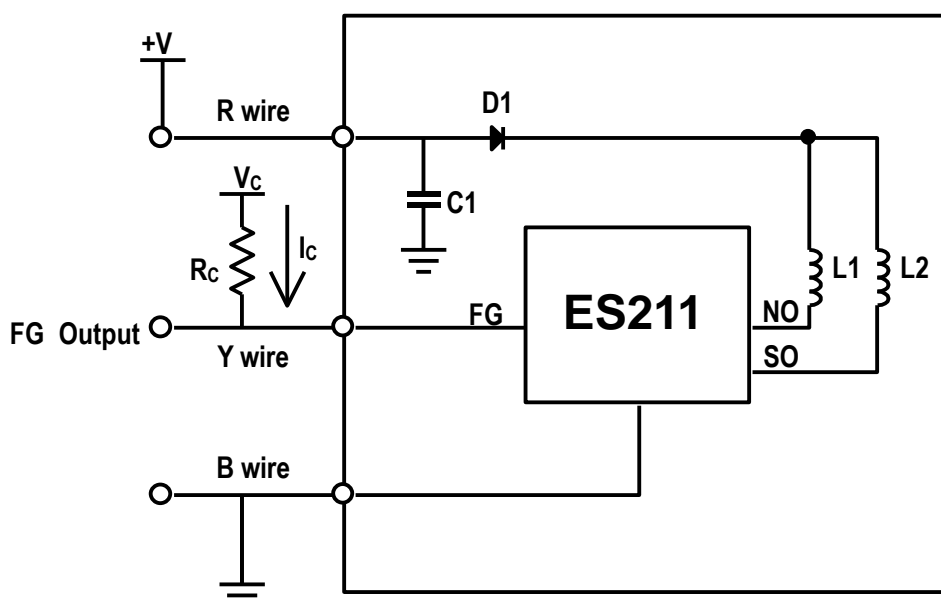 +V
R wire
D1
C1
VC
RC
IC
L1
L2
FG
ES211
NO
SO
FG Output
Y wire
B wire